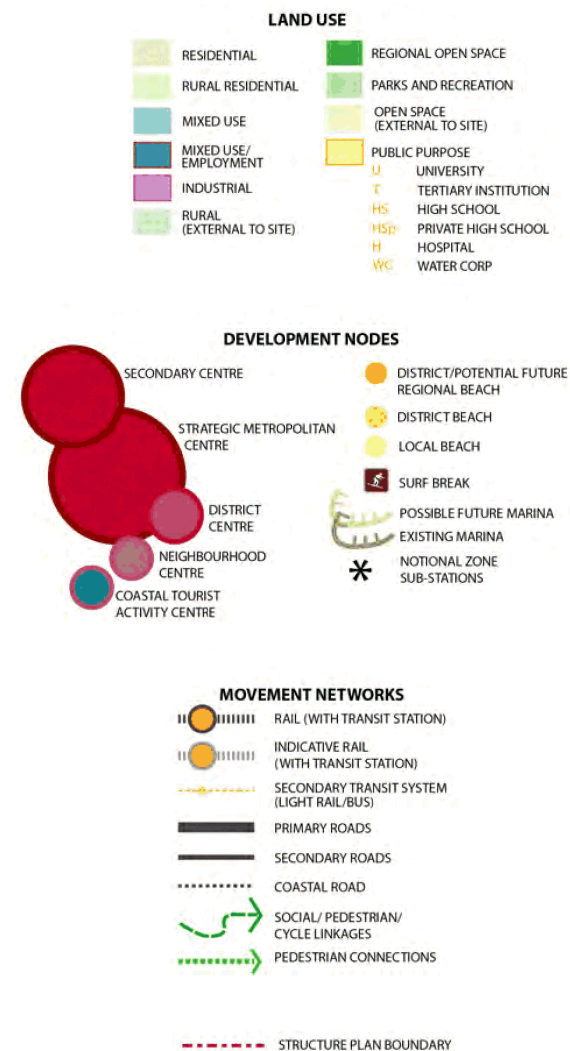 LAND USE
RESIDENTIAL
RURAL RESIDENTIAL
MIXED USE
MIXED USE/
EMPLOYMENT
INDUSTRIAL
RURAL
(EXTERNAL TO SITE)
REGIONAL OPEN SPACE
PARKS AND RECREATION
OPEN SPACE
(EXTERNAL TO SITE)
PUBLIC PURPOSE
U UNIVERSITY
T TERTIARY INSTITUTION
HS HIGH SCHOOL
HSp PRIVATE HIGH SCHOOL
H HOSPITAL
WC WATER CORP
DEVELOPMENT NODES
SECONDARY CENTRE
STRATEGIC METROPOLITAN
CENTRE
DISTRICT
CENTRE
NEIGHBOURHOOD
CENTRE
COASTAL TOURIST
ACTIVITY CENTRE
DISTRICT/POTENTIAL FUTURE
REGIONAL BEACH
DISTRICT BEACH
LOCAL BEACH
SURF BREAK
POSSIBLE FUTURE MARINA
EXISTING MARINA
NOTIONAL ZONE
SUB-STATIONS
MOVEMENT NETWORKS
RAIL (WITH TRANSIT STATION)
INDICATIVE RAIL
(WITH TRANSIT STATION)
SECONDARY TRANSIT SYSTEM
(LIGHT RAIL/BUS)
PRIMARY ROADS
SECONDARY ROADS
COASTAL ROAD
SOCIAL/ PEDESTRIAN/
CYCLE LINKAGES
PEDESTRIAN CONNECTIONS
STRUCTURE PLAN BOUNDARY